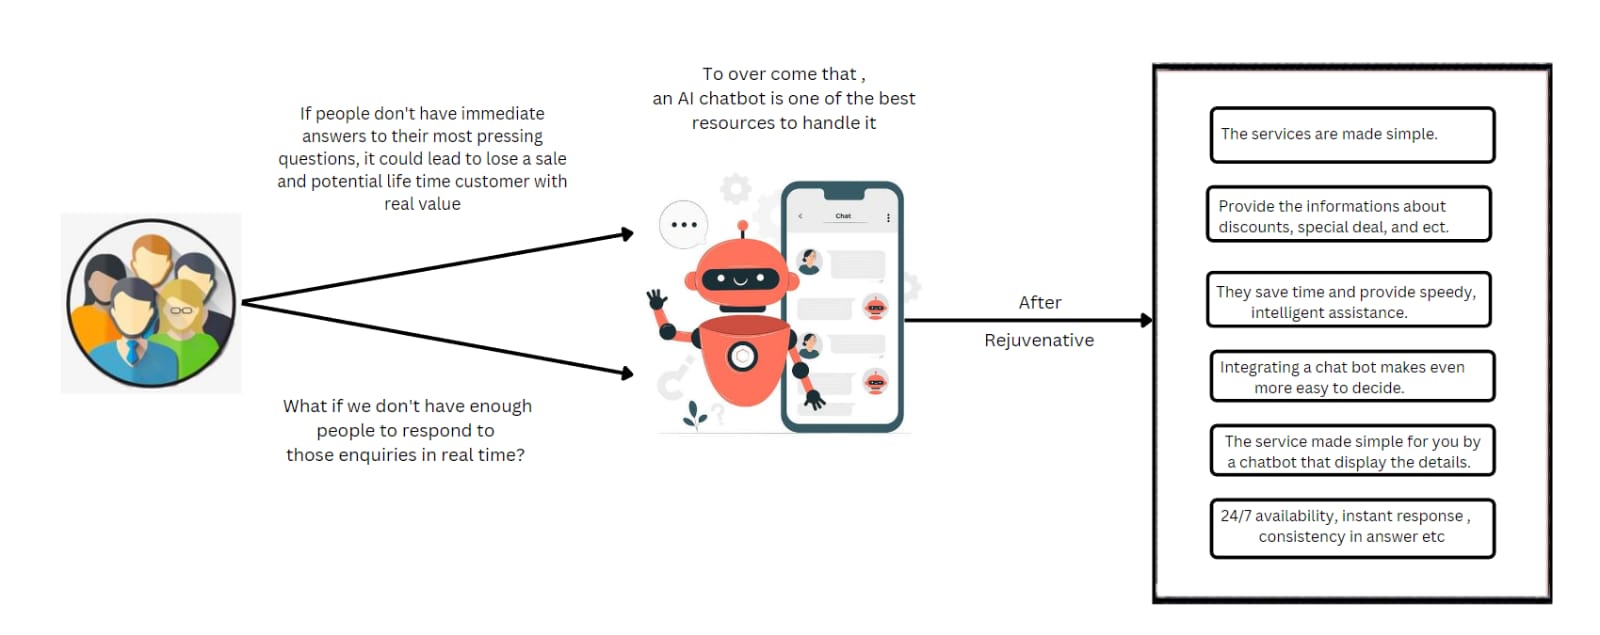 If people don't have immediate
answers to their most pressing
questions, it could lead to lose a sale
and potential life time customer with
real value
What if we don't have enough
people to respond to
those enquiries in real time?
To over come that ,
an AI chatbot is one of the best
resources to handle it
Chat
After
Rejuvenative
The services are made simple.
Provide the informations about
discounts, special deal, and ect.
They save time and provide speedy,
intelligent assistance.
Integrating a chat bot makes even
more easy to decide.
The service made simple for you by
a chatbot that display the details.
24/7 availability, instant response ,
consistency in answer etc